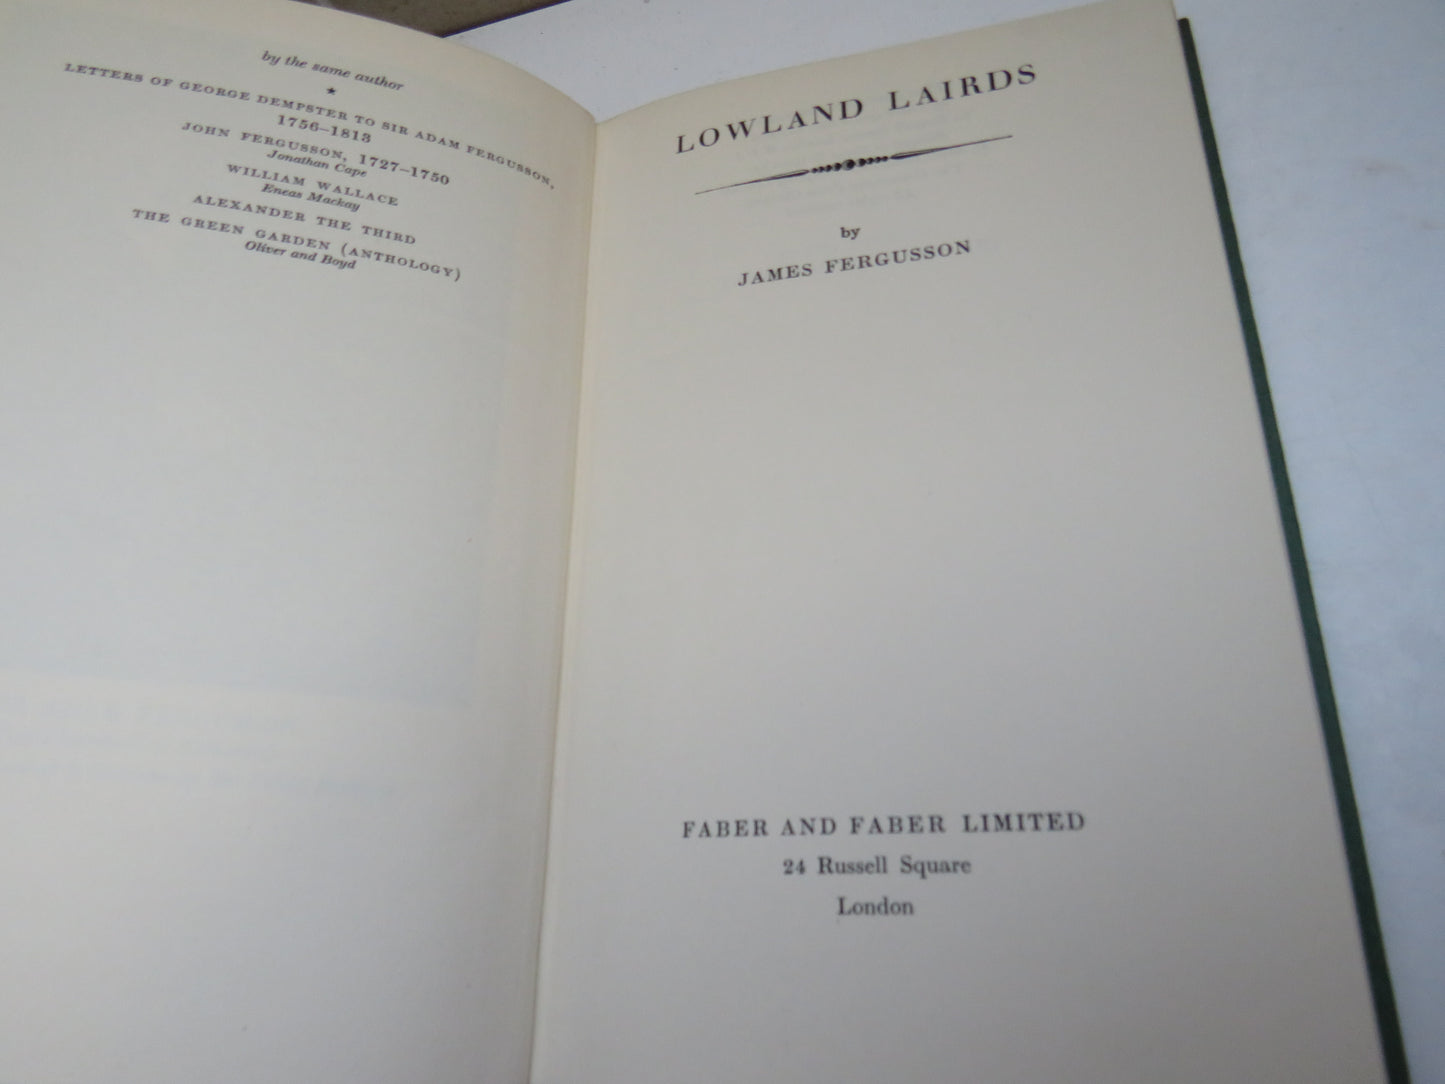 by the same author
★
LETTERS OF GEORGE DEMPSTER TO SIR ADAM FERGUSSON,
1756–1813
JOHN FERGUSSON, 1727–1750
Jonathan Cape
WILLIAM WALLACE
Eneas Mackay
ALEXANDER THE THIRD
THE GREEN GARDEN (ANTHOLOGY)
Oliver and Boyd
LOWLAND LAIRDS
by
JAMES FERGUSSON
FABER AND FABER LIMITED
24 Russell Square
London